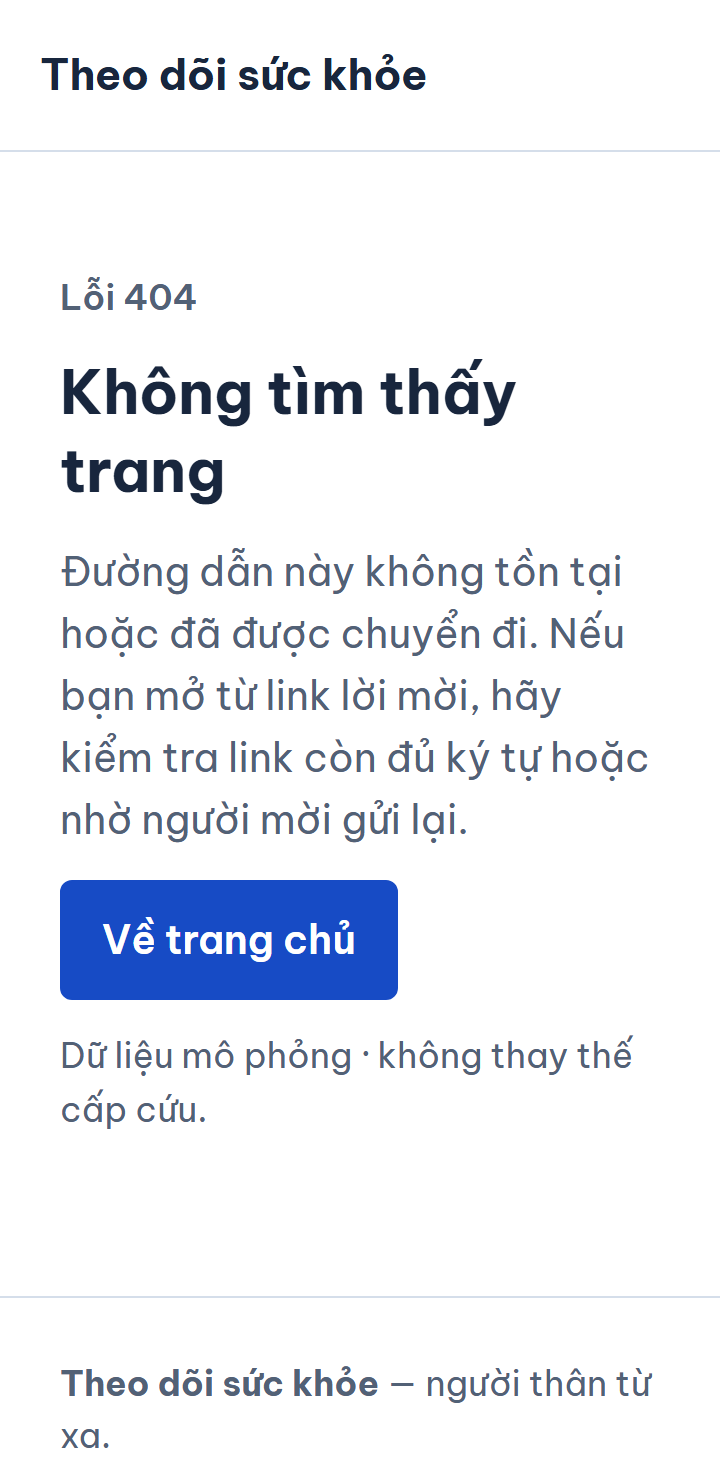 Theo dõi sức khỏe
Lỗi 404
Không tìm thấy
trang
Đường dẫn này không tồn tại
hoặc đã được chuyển đi. Nếu
bạn mở từ link lời mời, hãy
kiểm tra link còn đủ ký tự hoặc
nhờ người mời gửi lại.
Về trang chủ
Dữ liệu mô phỏng · không thay thế
cấp cứu.
Theo dõi sức khỏe — người thân từ
xa.